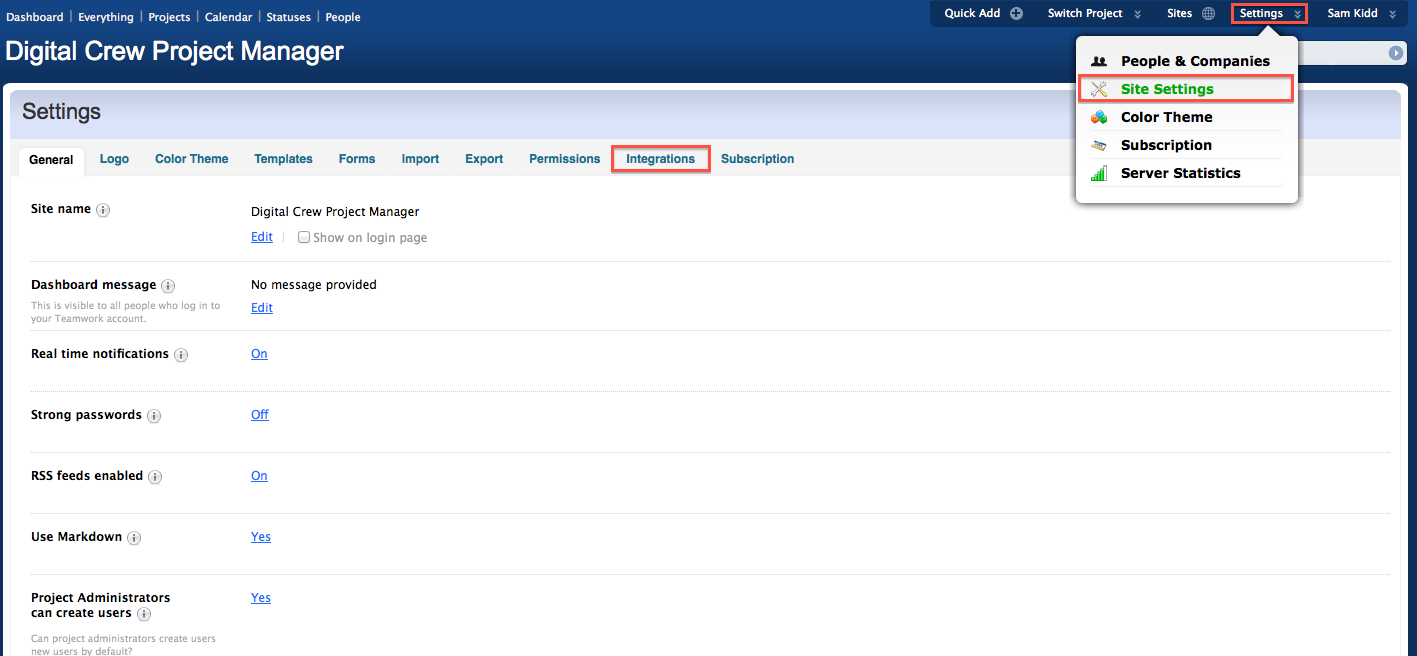 Dashboard | Everything | Projects | Calendar | Statuses | People
Quick Add Switch Project Sites Settings Sam Kidd
Digital Crew Project Manager
People & Companies
Site Settings
Color Theme
Subscription
Server Statistics
Settings
General Logo Color Theme Templates Forms Import Export Permissions Integrations Subscription
Site name
Digital Crew Project Manager
Edit | Show on login page
Dashboard message
No message provided
This is visible to all people who log in to
your Teamwork account.
Edit
Real time notifications
On
Strong passwords
Off
RSS feeds enabled
On
Use Markdown
Yes
Project Administrators
can create users
Yes
Can project administrators create users
new users by default?